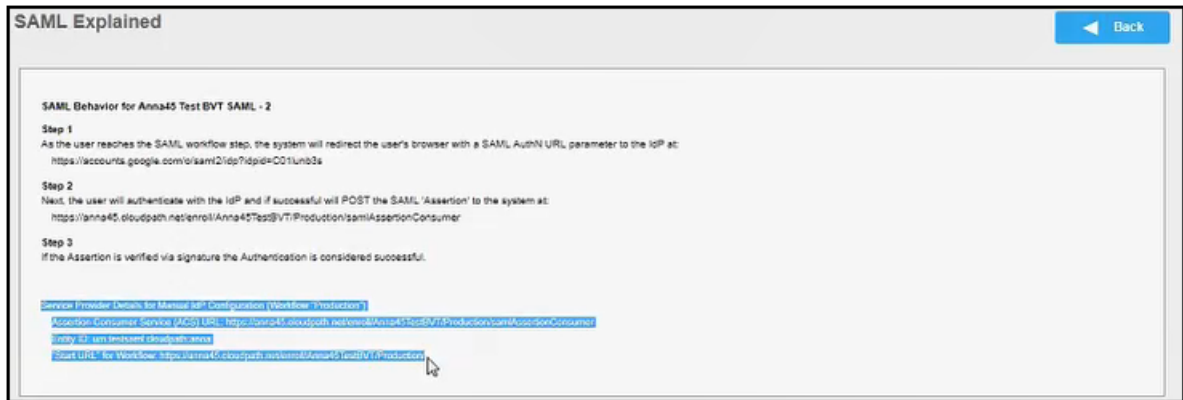 SAML Explained
Back
SAML Behavior for Anna45 Test BVT SAML - 2
Step 1
As the user reaches the SAML workflow step, the system will redirect the user's browser with a SAML AuthN URL parameter to the IdP at:
https://accounts.google.com/o/saml2/idp?idpid=C01lunb3s
Step 2
Next, the user will authenticate with the IdP and if successful will POST the SAML 'Assertion' to the system at:
https://anna45.cloudpath.net/enroll/Anna45TestBVT/Production/samlAssertionConsumer
Step 3
If the Assertion is verified via signature the Authentication is considered successful.
Service Provider Details for Manual IdP Configuration (Workflow "Production")
Assertion Consumer Service (ACS) URL: https://anna45.cloudpath.net/enroll/Anna45TestBVT/Production/samlAssertionConsumer
Entity ID: urn:testsaml:cloudpath:anna
"Start URL" for Workflow: https://anna45.cloudpath.net/enroll/Anna45TestBVT/Production/